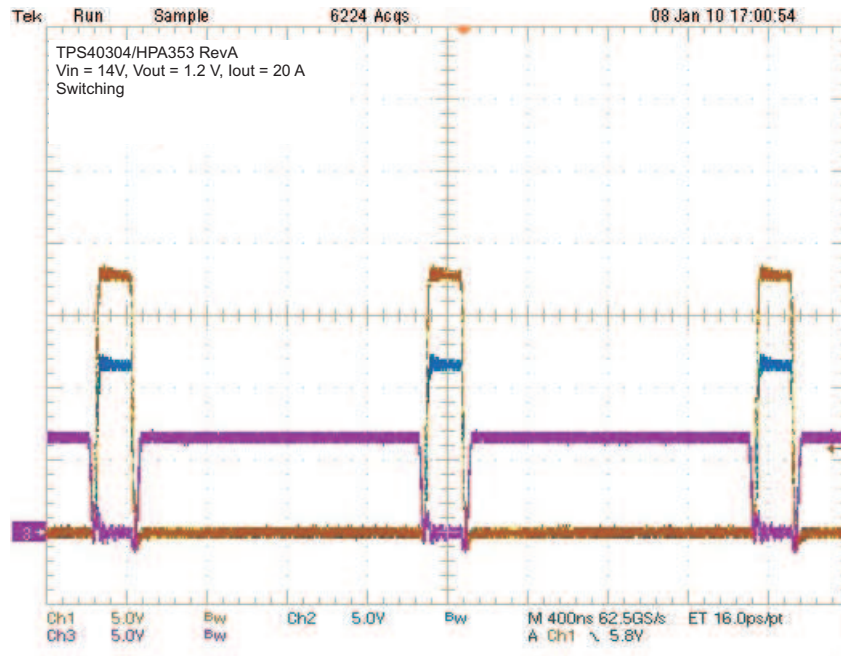 Tek Run Sample 6224 Acqs 08 Jan 10 17:00:54
TPS40304/HPA353 RevA
Vin = 14V, Vout = 1.2 V, Iout = 20 A
Switching
3
Ch1 5.0V Bw Ch2 5.0V Bw M 400ns 62.5GS/s ET 16.0ps/pt
Ch3 5.0V Bw A Ch1 \ 5.8V